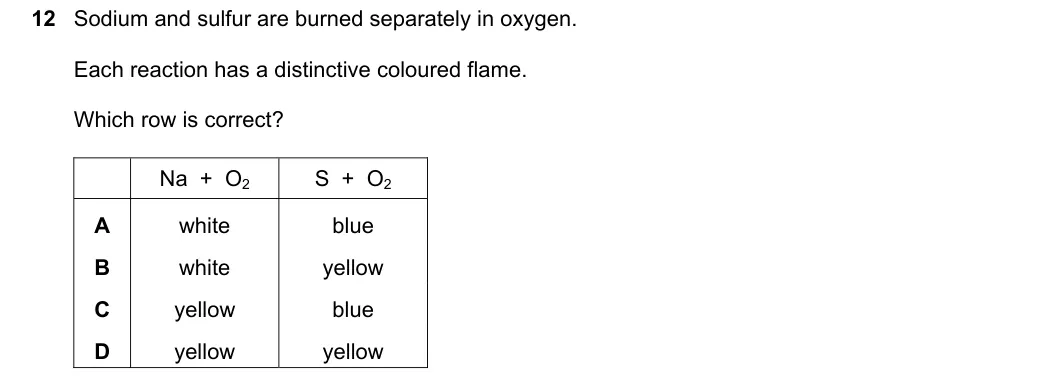 12 Sodium and sulfur are burned separately in oxygen.
Each reaction has a distinctive coloured flame.
Which row is correct?
Na + O₂ S + O₂
A white blue
B white yellow
C yellow blue
D yellow yellow